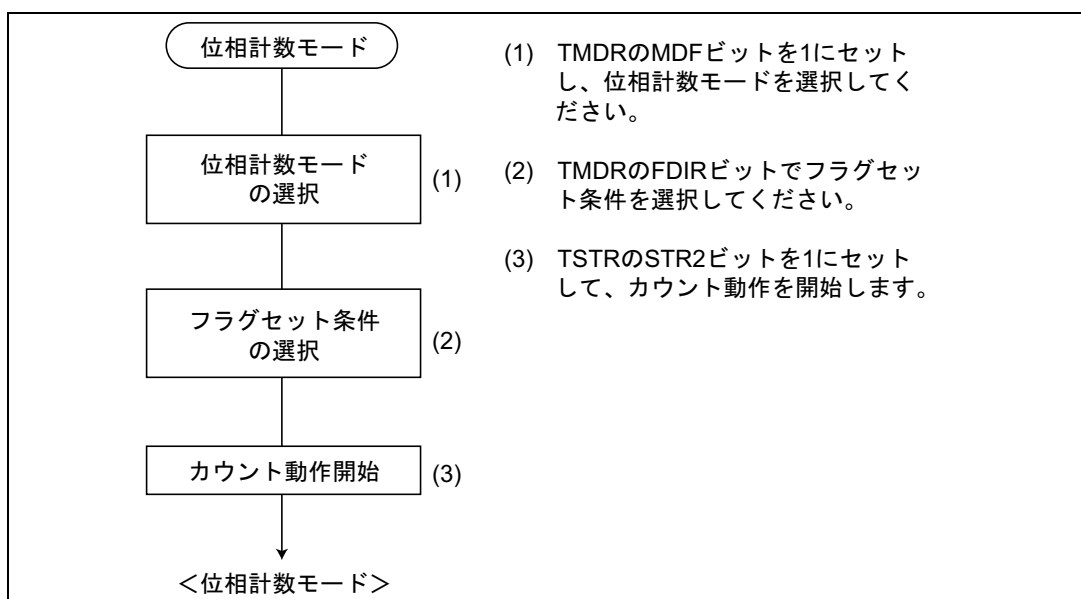 位相計数モード
位相計数モード
の選択
(1)
フラグセット条件
の選択
(2)
カウント動作開始
(3)
＜位相計数モード＞
(1) TMDRのMDFビットを1にセット
し、位相計数モードを選択してく
ださい。
(2) TMDRのFDIRビットでフラグセッ
ト条件を選択してください。
(3) TSTRのSTR2ビットを1にセット
して、カウント動作を開始します。